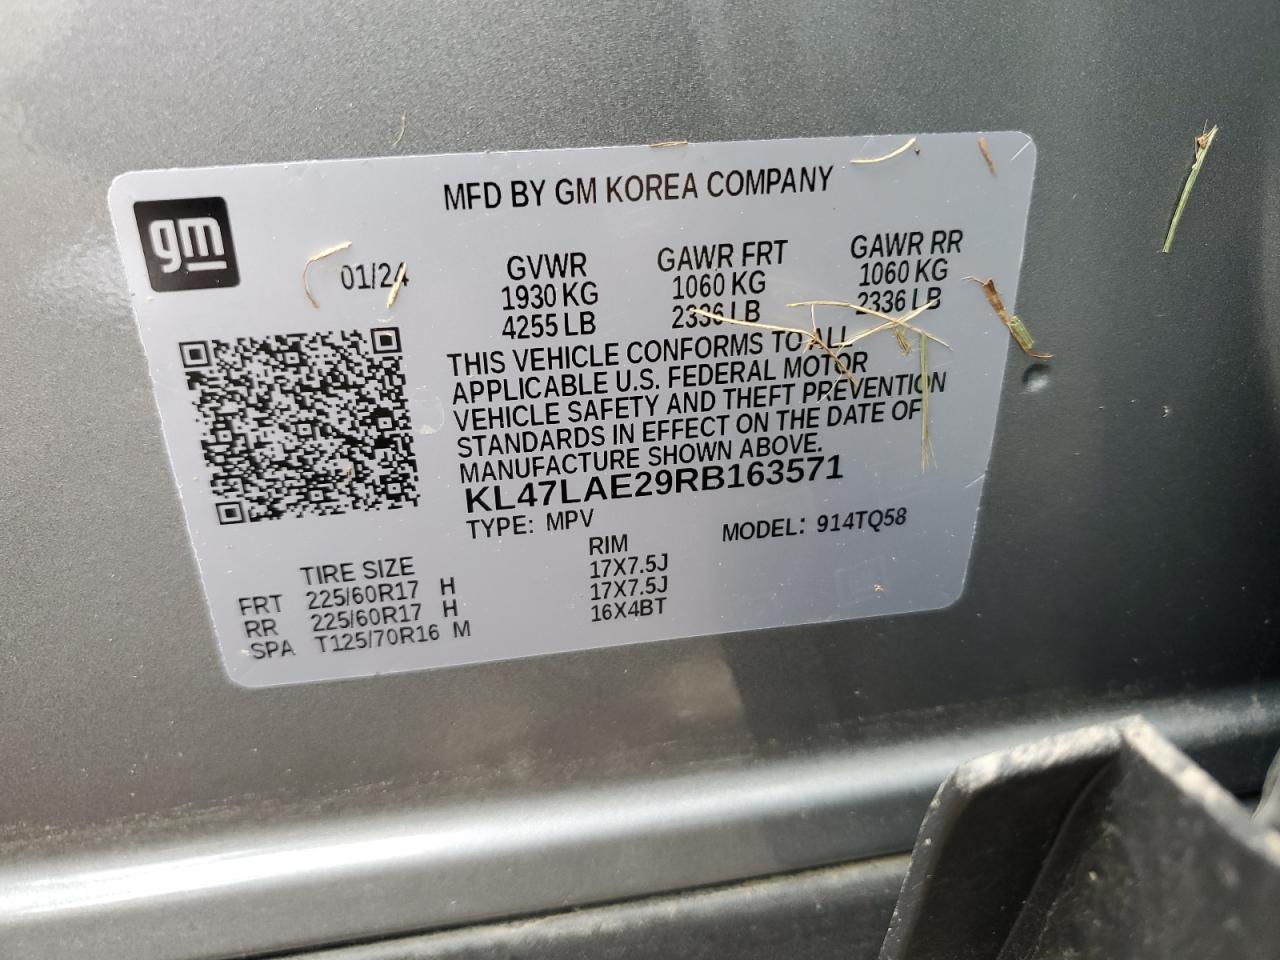 MFD BY GM KOREA COMPANY
gm
01/24
GVWR GAWR FRT GAWR RR
1930 KG 1060 KG 1060 KG
4255 LB 2336 LB 2336 LB
THIS VEHICLE CONFORMS TO ALL
APPLICABLE U.S. FEDERAL MOTOR
VEHICLE SAFETY AND THEFT PREVENTION
STANDARDS IN EFFECT ON THE DATE OF
MANUFACTURE SHOWN ABOVE.
KL47LAE29RB163571
TYPE: MPV MODEL: 914TQ58
TIRE SIZE RIM
FRT 225/60R17 H 17X7.5J
RR 225/60R17 H 17X7.5J
SPA T125/70R16 M 16X4BT